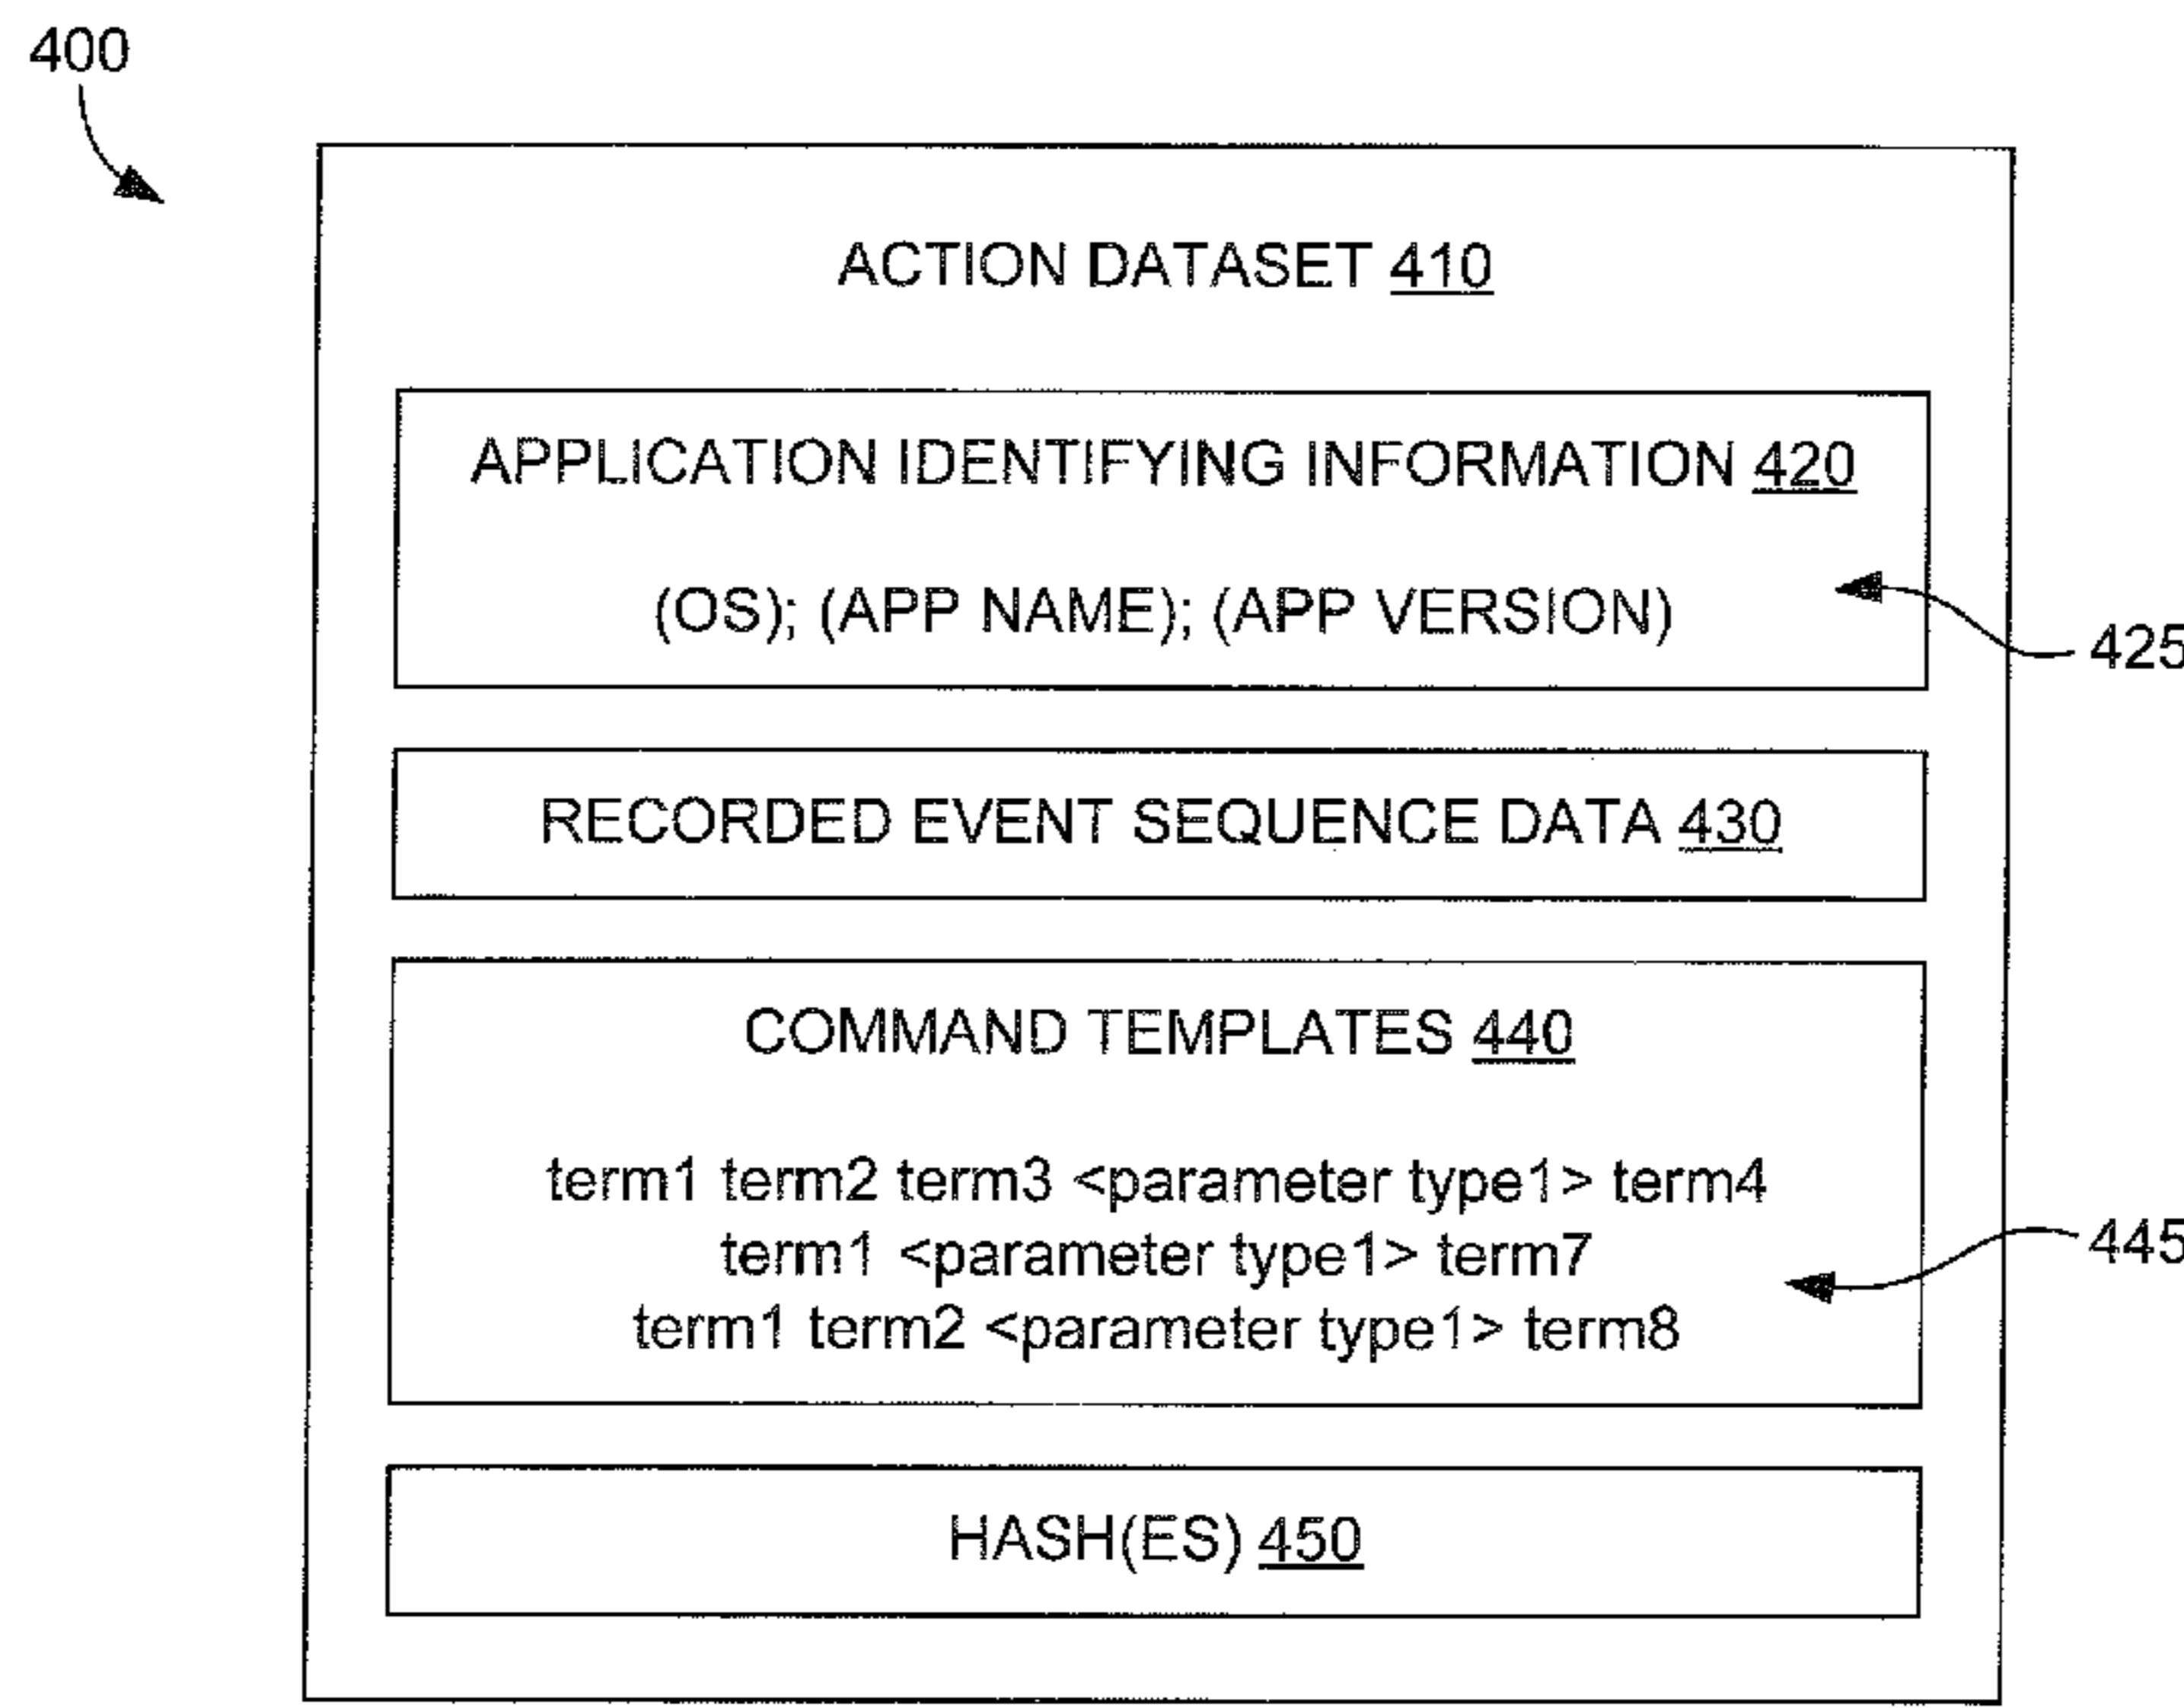 400
ACTION DATASET 410
APPLICATION IDENTIFYING INFORMATION 420
(OS); (APP NAME); (APP VERSION)
425
RECORDED EVENT SEQUENCE DATA 430
COMMAND TEMPLATES 440
term1 term2 term3 <parameter type1> term4
term1 <parameter type1> term7
445
term1 term2 <parameter type1> term8
HASH(ES) 450